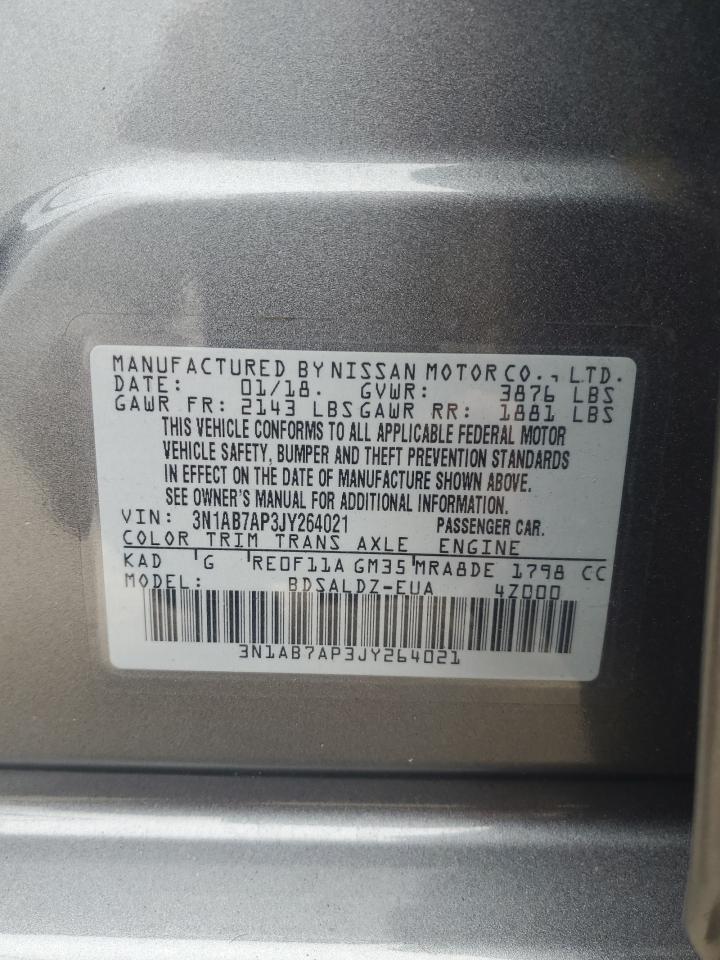 MANUFACTURED BY NISSAN MOTOR CO., LTD.
DATE: 01/18. GVWR: 3876 LBS
GAWR FR: 2143 LBS GAWR RR: 1881 LBS
THIS VEHICLE CONFORMS TO ALL APPLICABLE FEDERAL MOTOR
VEHICLE SAFETY, BUMPER AND THEFT PREVENTION STANDARDS
IN EFFECT ON THE DATE OF MANUFACTURE SHOWN ABOVE.
SEE OWNER'S MANUAL FOR ADDITIONAL INFORMATION.
VIN: 3N1AB7AP3JY264021 PASSENGER CAR.
COLOR TRIM TRANS AXLE ENGINE
KAD G RE0F11A GM35 MRA8DE 1798 CC
MODEL: BDSALDZ-EUA 4Z000
3N1AB7AP3JY264021